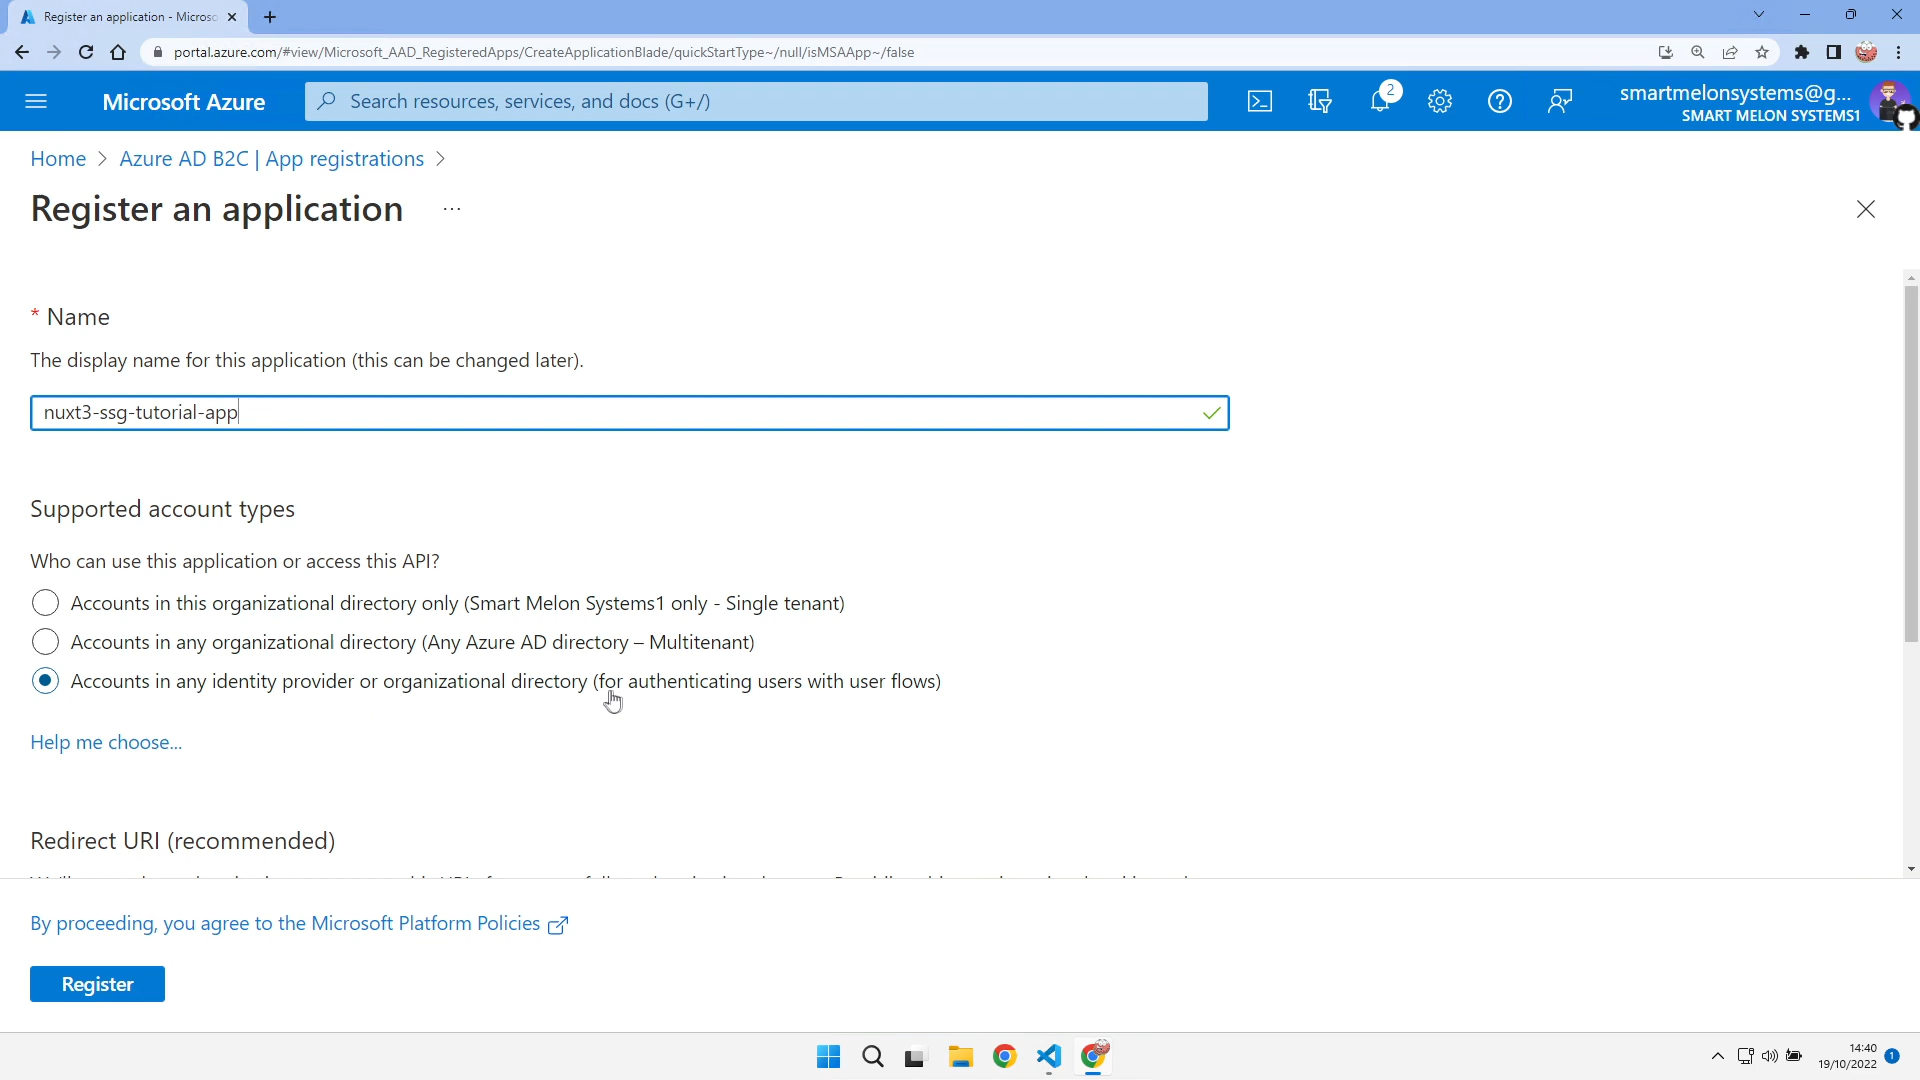 Register an application - Microso
portal.azure.com/#view/Microsoft_AAD_RegisteredApps/CreateApplicationBlade/quickStartType~/null/isMSAApp~/false
Microsoft Azure
Search resources, services, and docs (G+/)
2
smartmelonsystems@g...
SMART MELON SYSTEMS1
Home > Azure AD B2C | App registrations >
Register an application ...
* Name
The display name for this application (this can be changed later).
nuxt3-ssg-tutorial-app
Supported account types
Who can use this application or access this API?
Accounts in this organizational directory only (Smart Melon Systems1 only - Single tenant)
Accounts in any organizational directory (Any Azure AD directory – Multitenant)
Accounts in any identity provider or organizational directory (for authenticating users with user flows)
Help me choose...
Redirect URI (recommended)
By proceeding, you agree to the Microsoft Platform Policies
Register
14:40
19/10/2022
1